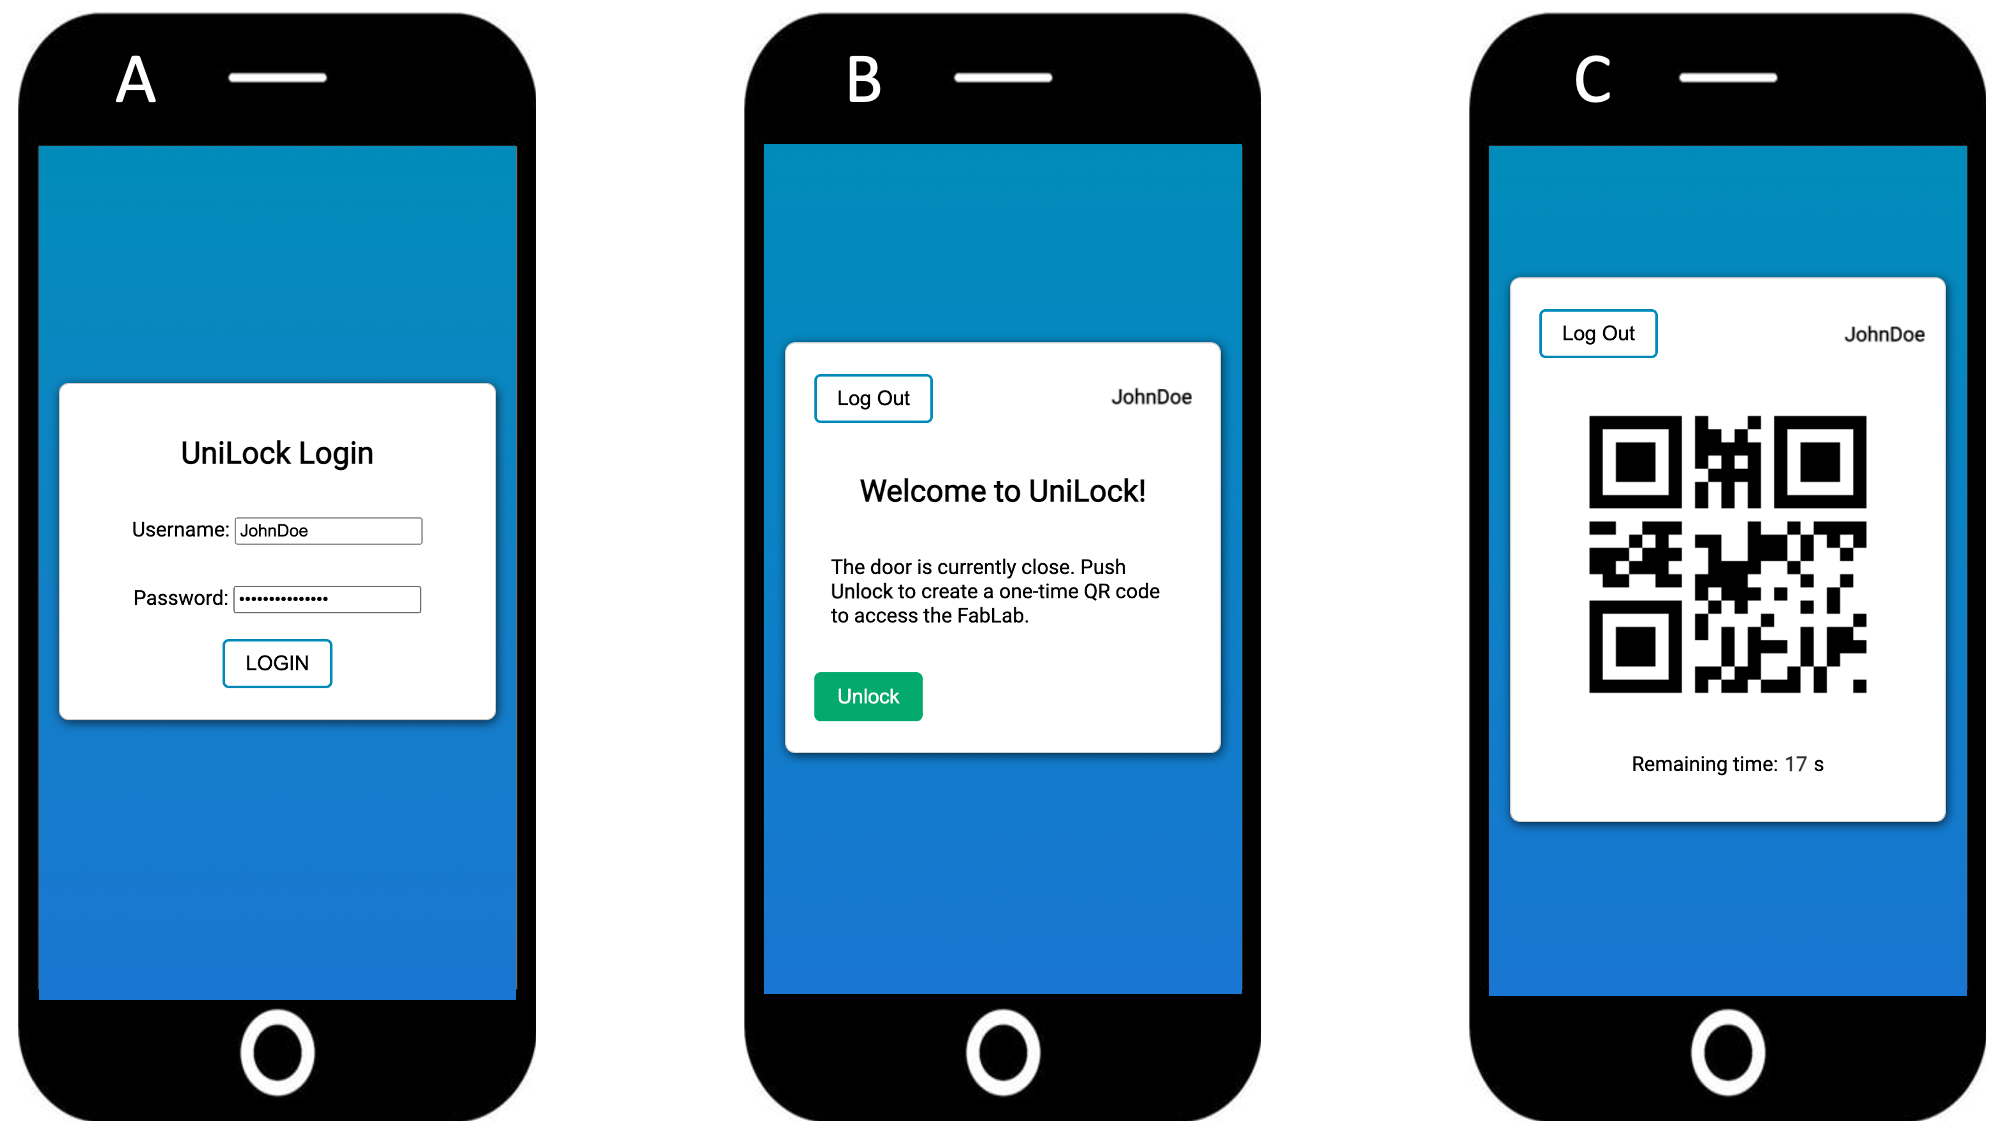 A
UniLock Login
Username: JohnDoe
Password: •••••••••••••••
LOGIN
B
Log Out
JohnDoe
Welcome to UniLock!
The door is currently close. Push
Unlock to create a one-time QR code
to access the FabLab.
Unlock
C
Log Out
JohnDoe
Remaining time: 17 s